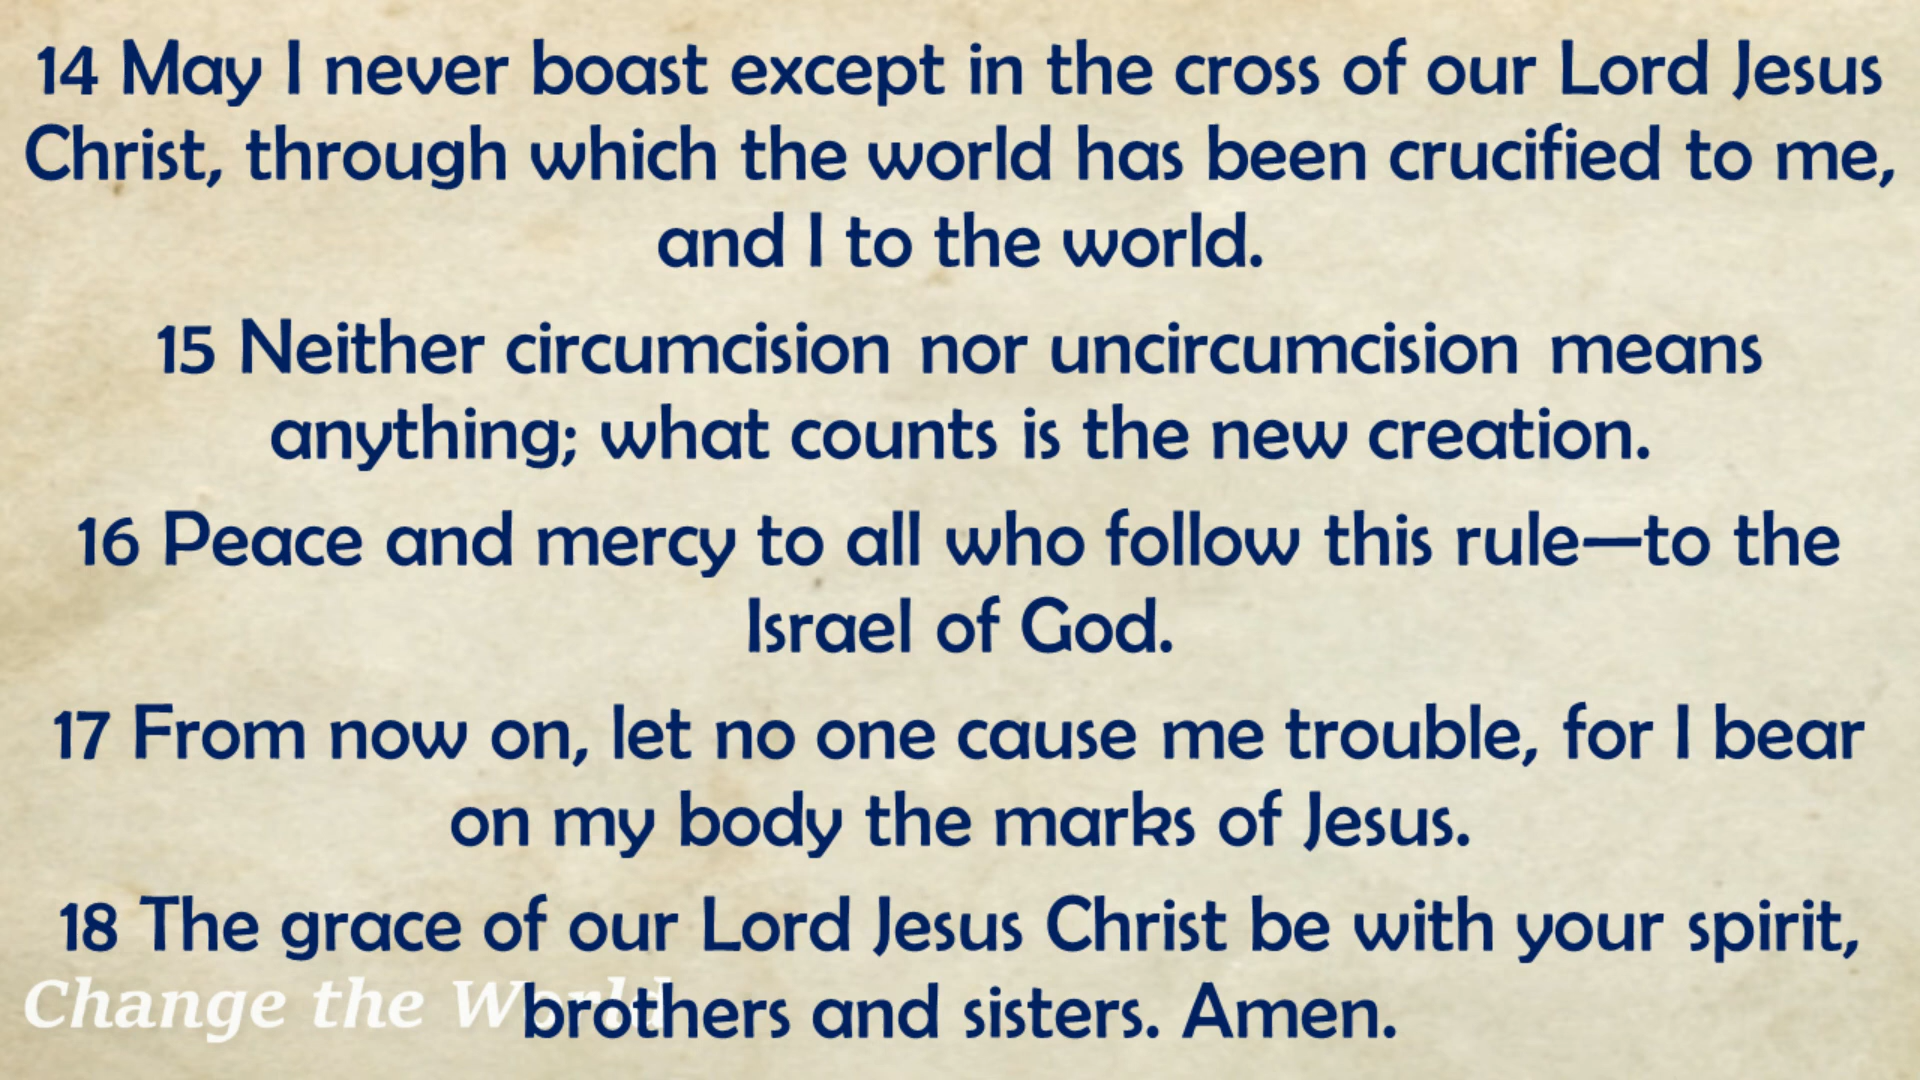 14 May I never boast except in the cross of our Lord Jesus
Christ, through which the world has been crucified to me,
and I to the world.
15 Neither circumcision nor uncircumcision means
anything; what counts is the new creation.
16 Peace and mercy to all who follow this rule—to the
Israel of God.
17 From now on, let no one cause me trouble, for I bear
on my body the marks of Jesus.
18 The grace of our Lord Jesus Christ be with your spirit,
brothers and sisters. Amen.
Change the World